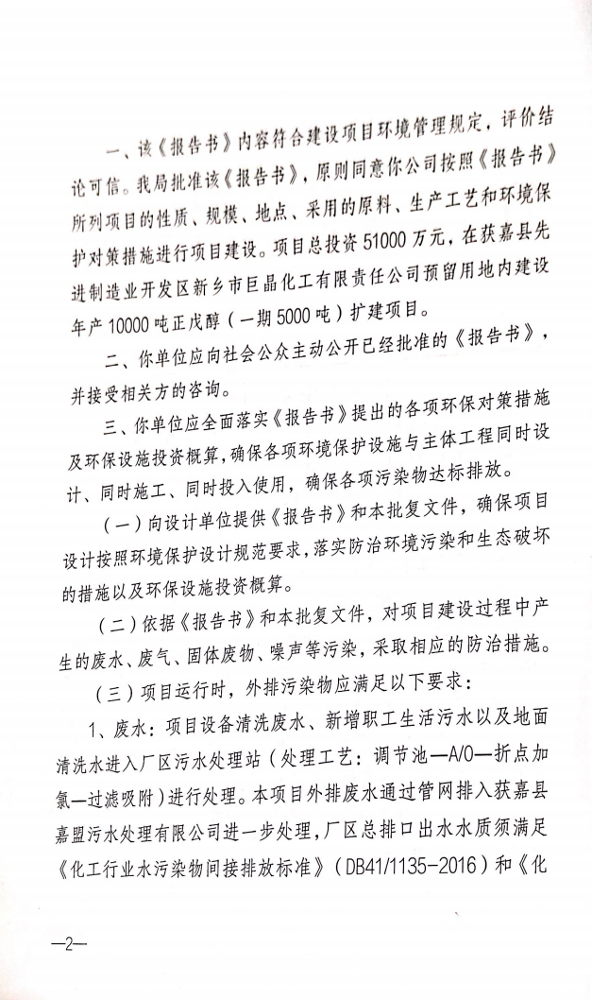 一、该《报告书》内容符合建设项目环境管理规定，评价结
论可信。我局批准该《报告书》，原则同意你公司按照《报告书》
所列项目的性质、规模、地点、采用的原料、生产工艺和环境保
护对策措施进行项目建设。项目总投资 51000 万元，在获嘉县先
进制造业开发区新乡市巨晶化工有限责任公司预留用地内建设
年产 10000 吨正戊醇（一期 5000 吨）扩建项目。
二、你单位应向社会公众主动公开已经批准的《报告书》，
并接受相关方的咨询。
三、你单位应全面落实《报告书》提出的各项环保对策措施
及环保设施投资概算，确保各项环境保护设施与主体工程同时设
计、同时施工、同时投入使用，确保各项污染物达标排放。
（一）向设计单位提供《报告书》和本批复文件，确保项目
设计按照环境保护设计规范要求，落实防治环境污染和生态破坏
的措施以及环保设施投资概算。
（二）依据《报告书》和本批复文件，对项目建设过程中产
生的废水、废气、固体废物、噪声等污染，采取相应的防治措施。
（三）项目运行时，外排污染物应满足以下要求：
1、废水：项目设备清洗废水、新增职工生活污水以及地面
清洗水进入厂区污水处理站（处理工艺：调节池—A/O—折点加
氯—过滤吸附）进行处理。本项目外排废水通过管网排入获嘉县
嘉盟污水处理有限公司进一步处理，厂区总排口出水水质须满足
《化工行业水污染物间接排放标准》（DB41/1135-2016）和《化
—2—